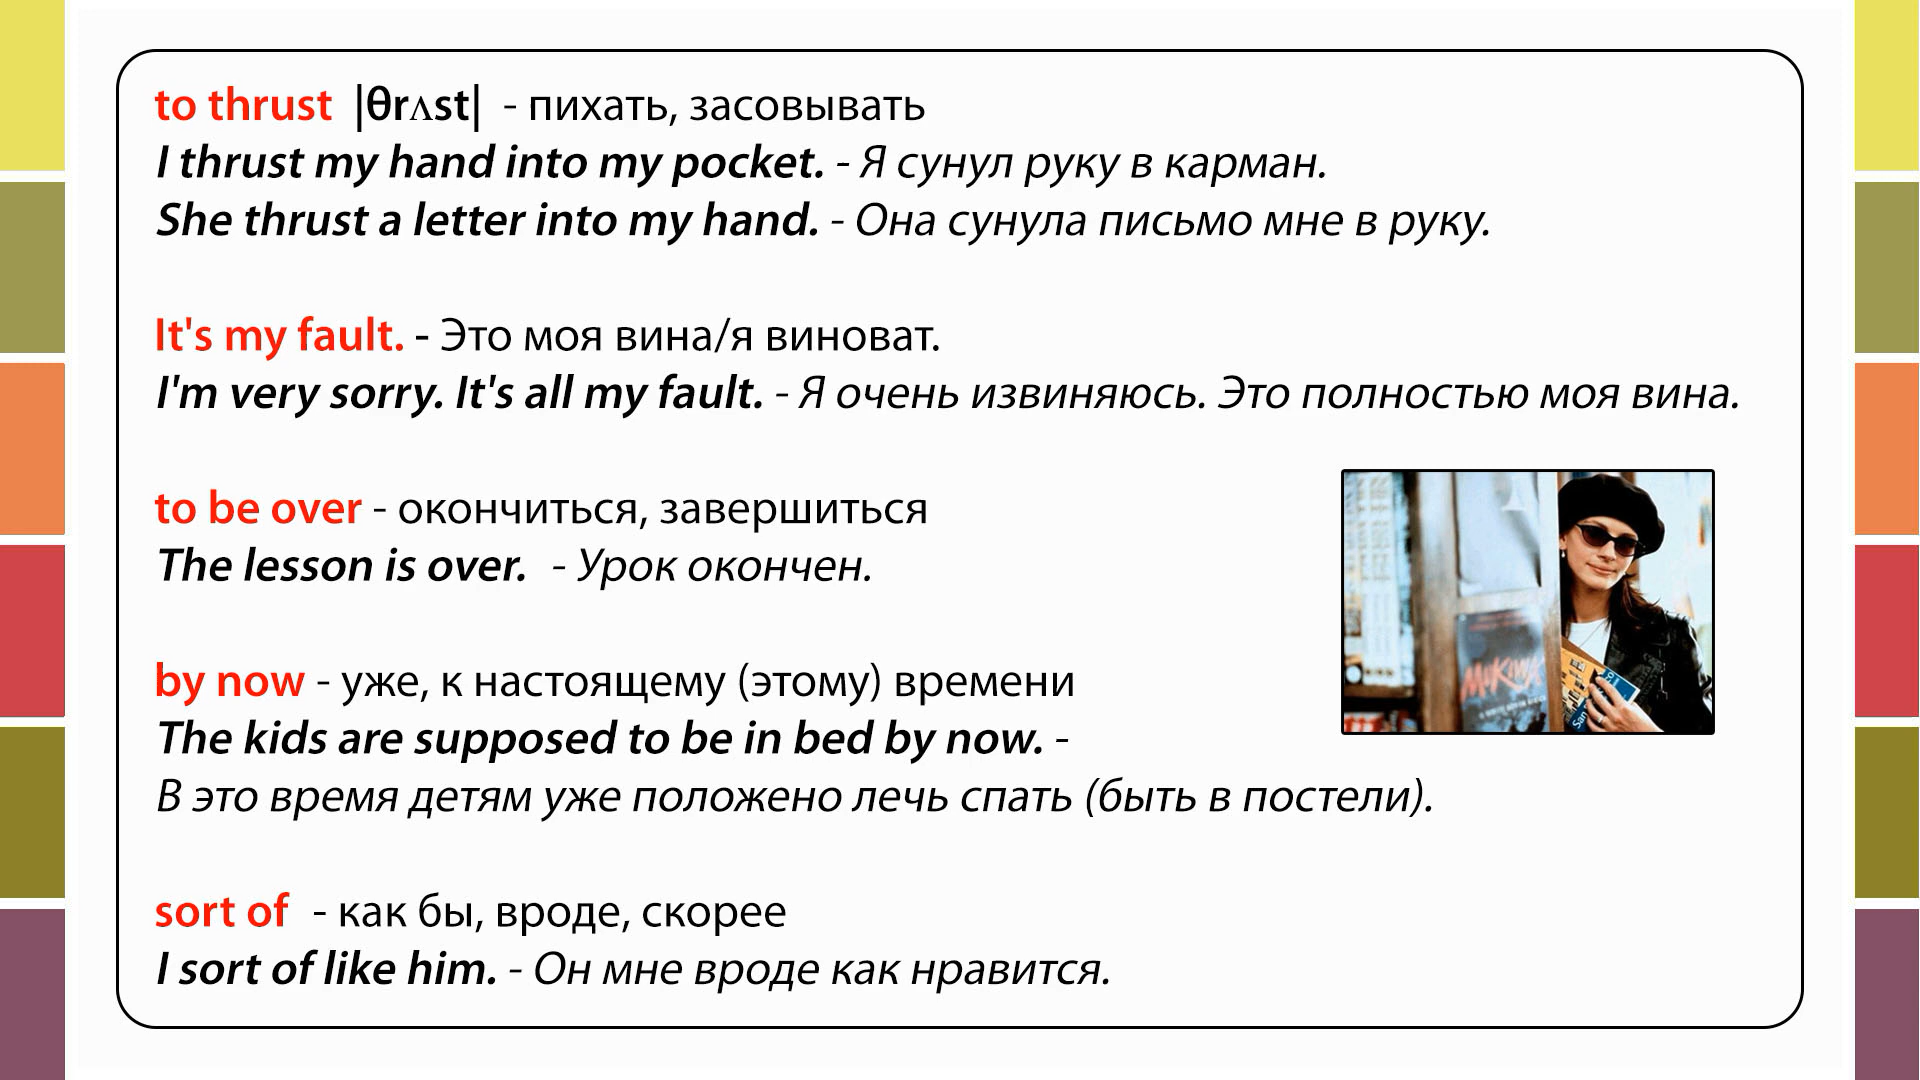 to thrust |θrʌst| - пихать, засовывать
I thrust my hand into my pocket. - Я сунул руку в карман.
She thrust a letter into my hand. - Она сунула письмо мне в руку.
It's my fault. - Это моя вина/я виноват.
I'm very sorry. It's all my fault. - Я очень извиняюсь. Это полностью моя вина.
to be over - окончиться, завершиться
The lesson is over. - Урок окончен.
by now - уже, к настоящему (этому) времени
The kids are supposed to be in bed by now. -
В это время детям уже положено лечь спать (быть в постели).
sort of - как бы, вроде, скорее
I sort of like him. - Он мне вроде как нравится.
San